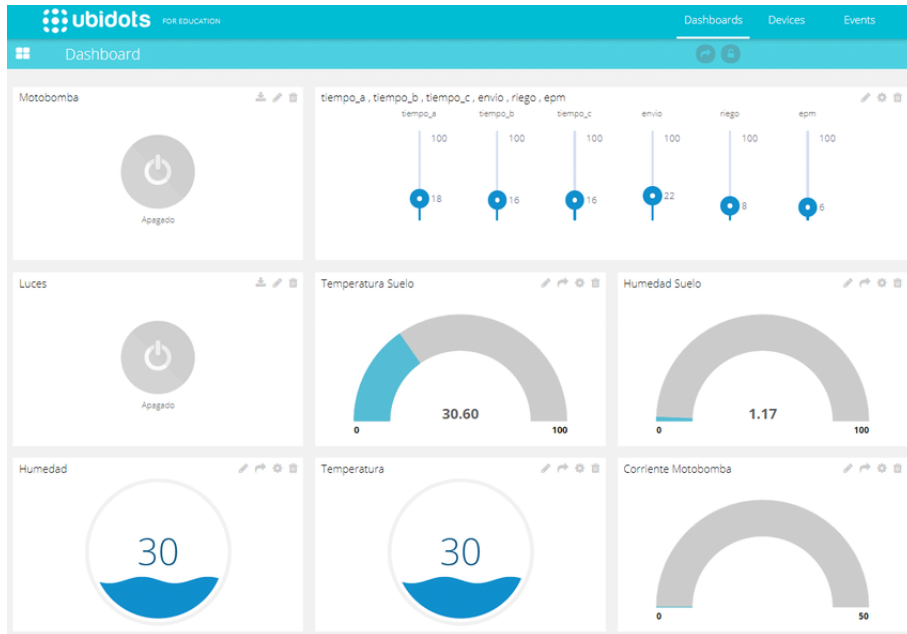 ubidots FOR EDUCATION
Dashboards Devices Events
Dashboard
Motobomba
Apagado
tiempo_a , tiempo_b , tiempo_c , envio , riego , epm
tiempo_a tiempo_b tiempo_c envio riego epm
100 100 100 100 100 100
18 16 16 22 8 6
Luces
Apagado
Temperatura Suelo
30.60
0 100
Humedad Suelo
1.17
0 100
Humedad
30
Temperatura
30
Corriente Motobomba
0 50